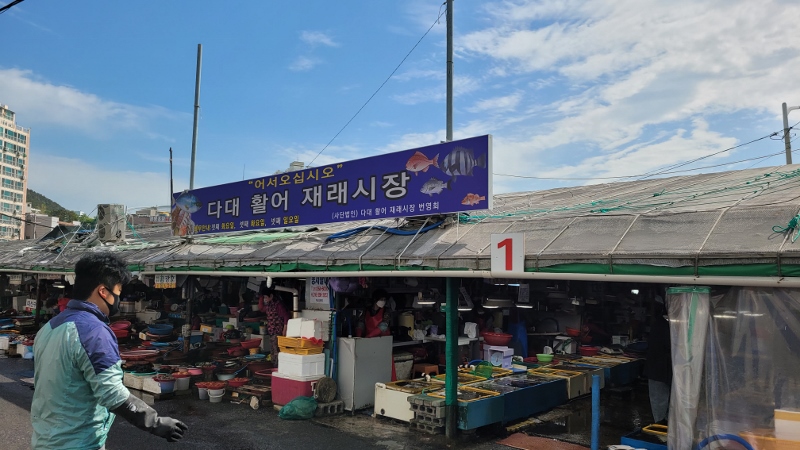 "어서오십시오"
다대 활어 재래시장
(사단법인) 다대 활어 재래시장 번영회
1